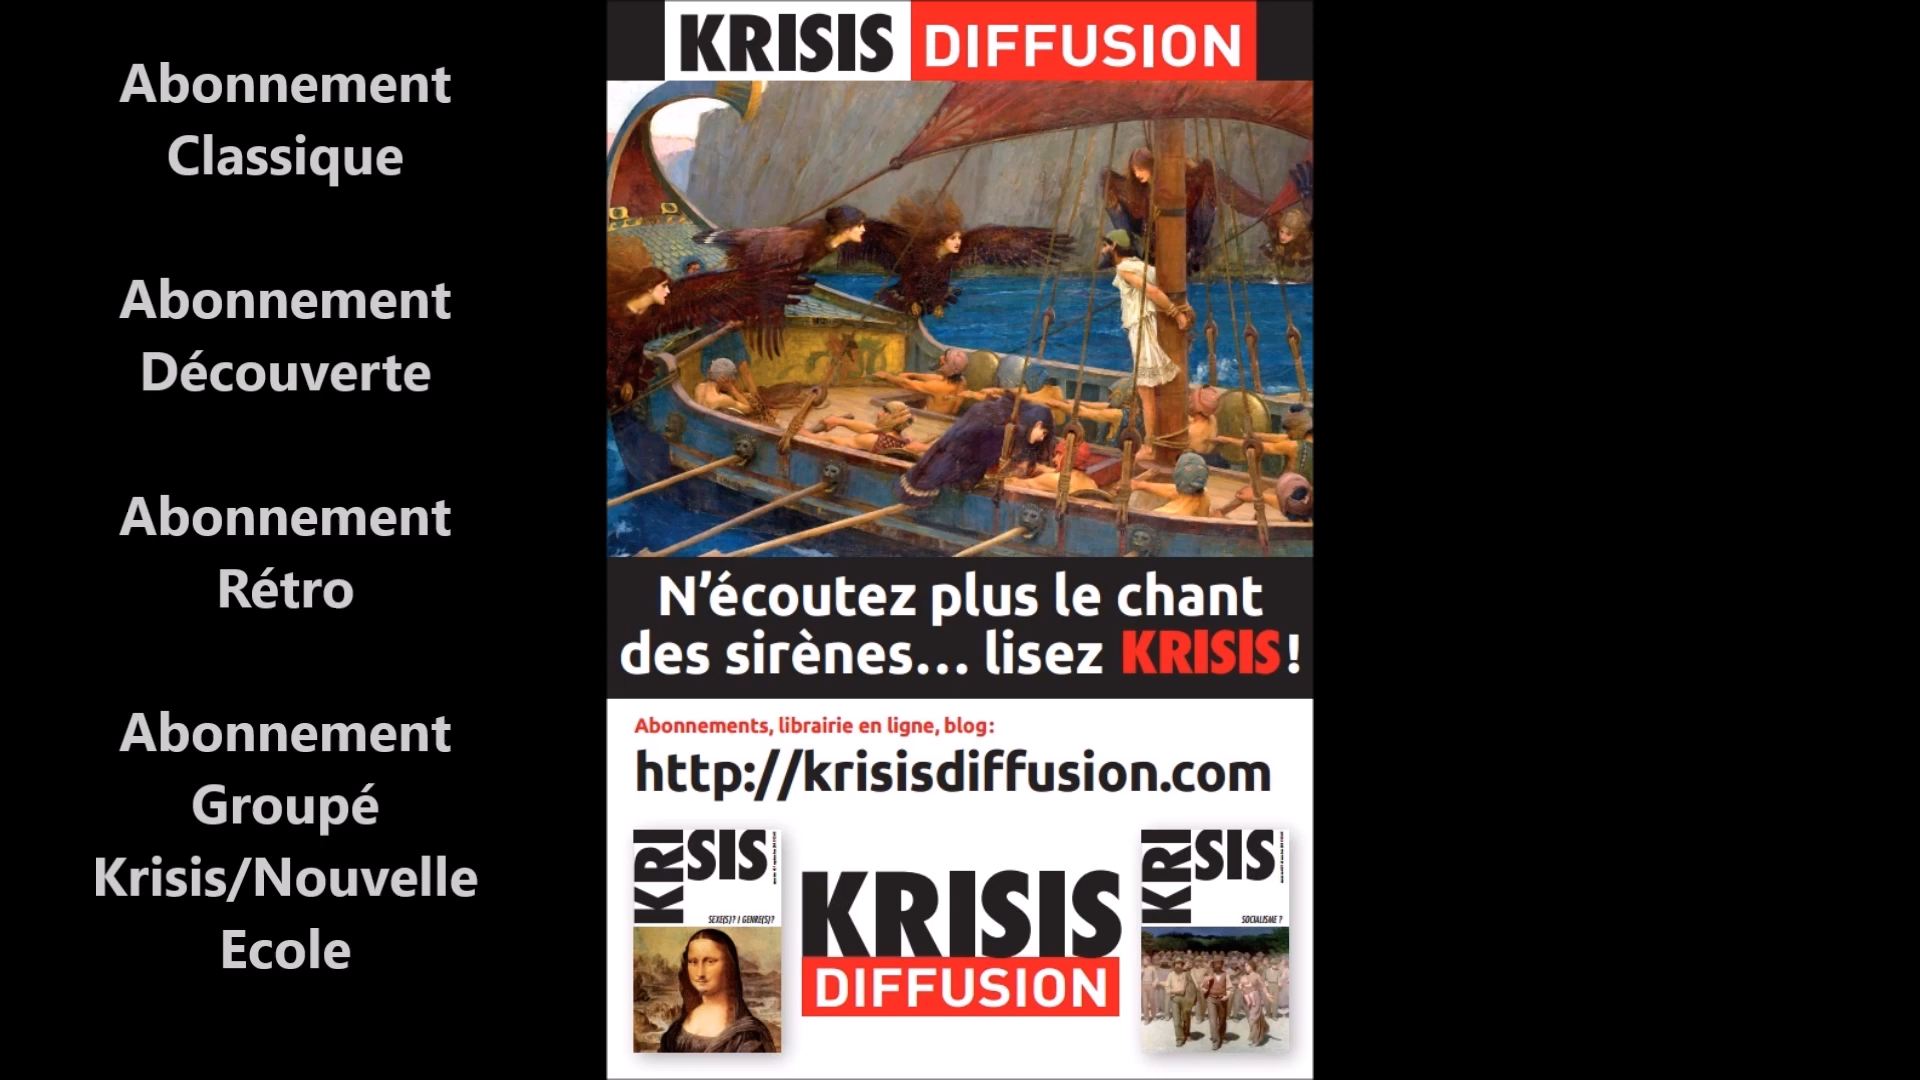 Abonnement
Classique
Abonnement
Découverte
Abonnement
Rétro
Abonnement
Groupé
Krisis/Nouvelle
Ecole
KRISIS DIFFUSION
N'écoutez plus le chant
des sirènes... lisez KRISIS!
Abonnements, librairie en ligne, blog:
http://krisisdiffusion.com
KRISIS
SEXE(S)? / GENRE(S)?
KRISIS
DIFFUSION
KRISIS
SOCIALISME ?